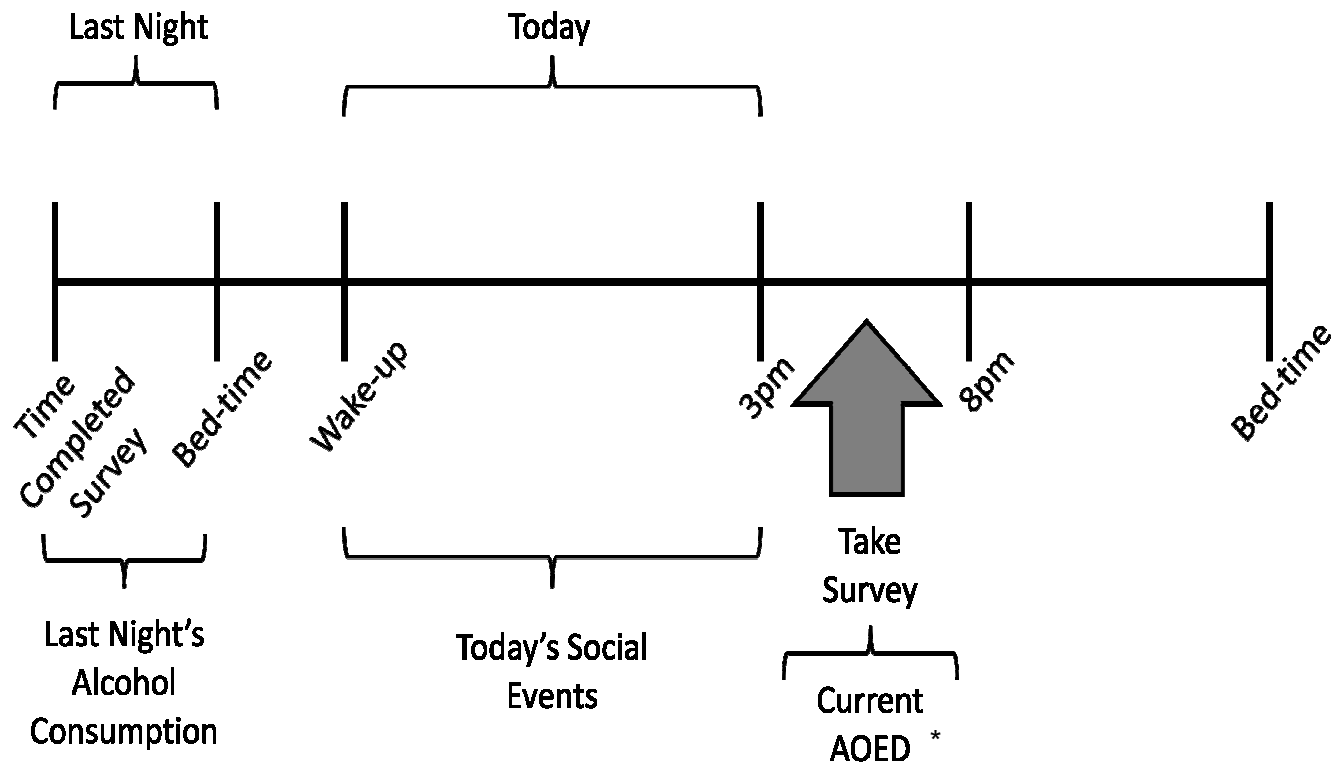 Last Night
Today
Time
Completed
Survey
Bed-time
Wake-up
3pm
8pm
Bed-time
Take
Survey
Last Night's
Alcohol
Consumption
Today's Social
Events
Current
AOED *